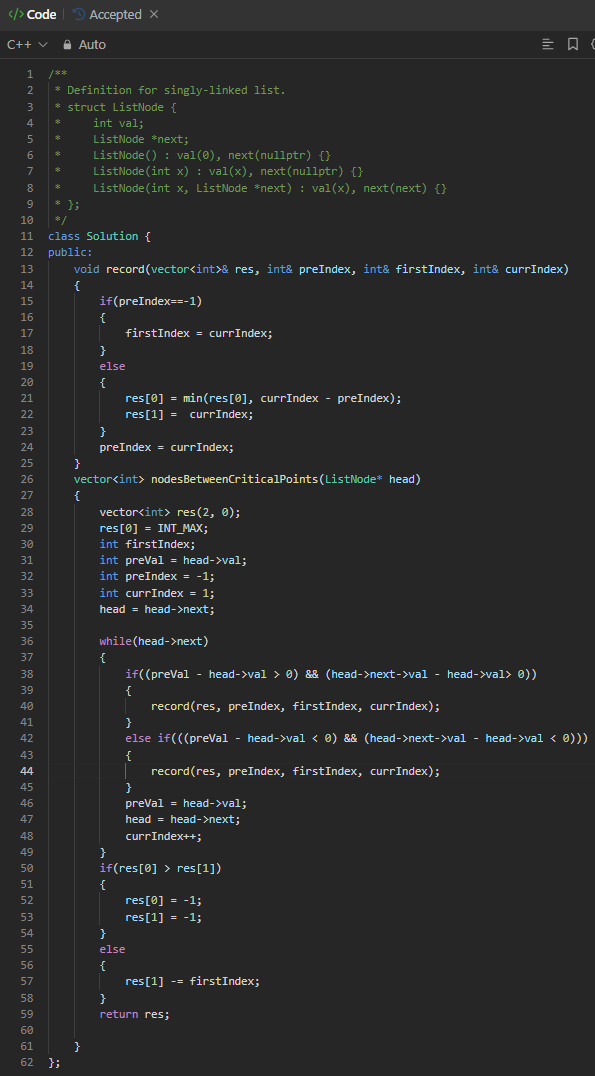 </> Code | Accepted ×
C++ Auto
1 /**
2  * Definition for singly-linked list.
3  * struct ListNode {
4  *     int val;
5  *     ListNode *next;
6  *     ListNode() : val(0), next(nullptr) {}
7  *     ListNode(int x) : val(x), next(nullptr) {}
8  *     ListNode(int x, ListNode *next) : val(x), next(next) {}
9  * };
10  */
11 class Solution {
12 public:
13     void record(vector<int>& res, int& preIndex, int& firstIndex, int& currIndex)
14     {
15         if(preIndex==-1)
16         {
17             firstIndex = currIndex;
18         }
19         else
20         {
21             res[0] = min(res[0], currIndex - preIndex);
22             res[1] =  currIndex;
23         }
24         preIndex = currIndex;
25     }
26     vector<int> nodesBetweenCriticalPoints(ListNode* head)
27     {
28         vector<int> res(2, 0);
29         res[0] = INT_MAX;
30         int firstIndex;
31         int preVal = head->val;
32         int preIndex = -1;
33         int currIndex = 1;
34         head = head->next;
35
36         while(head->next)
37         {
38             if((preVal - head->val > 0) && (head->next->val - head->val> 0))
39             {
40                 record(res, preIndex, firstIndex, currIndex);
41             }
42             else if(((preVal - head->val < 0) && (head->next->val - head->val < 0)))
43             {
44                 record(res, preIndex, firstIndex, currIndex);
45             }
46             preVal = head->val;
47             head = head->next;
48             currIndex++;
49         }
50         if(res[0] > res[1])
51         {
52             res[0] = -1;
53             res[1] = -1;
54         }
55         else
56         {
57             res[1] -= firstIndex;
58         }
59         return res;
60
61     }
62 };